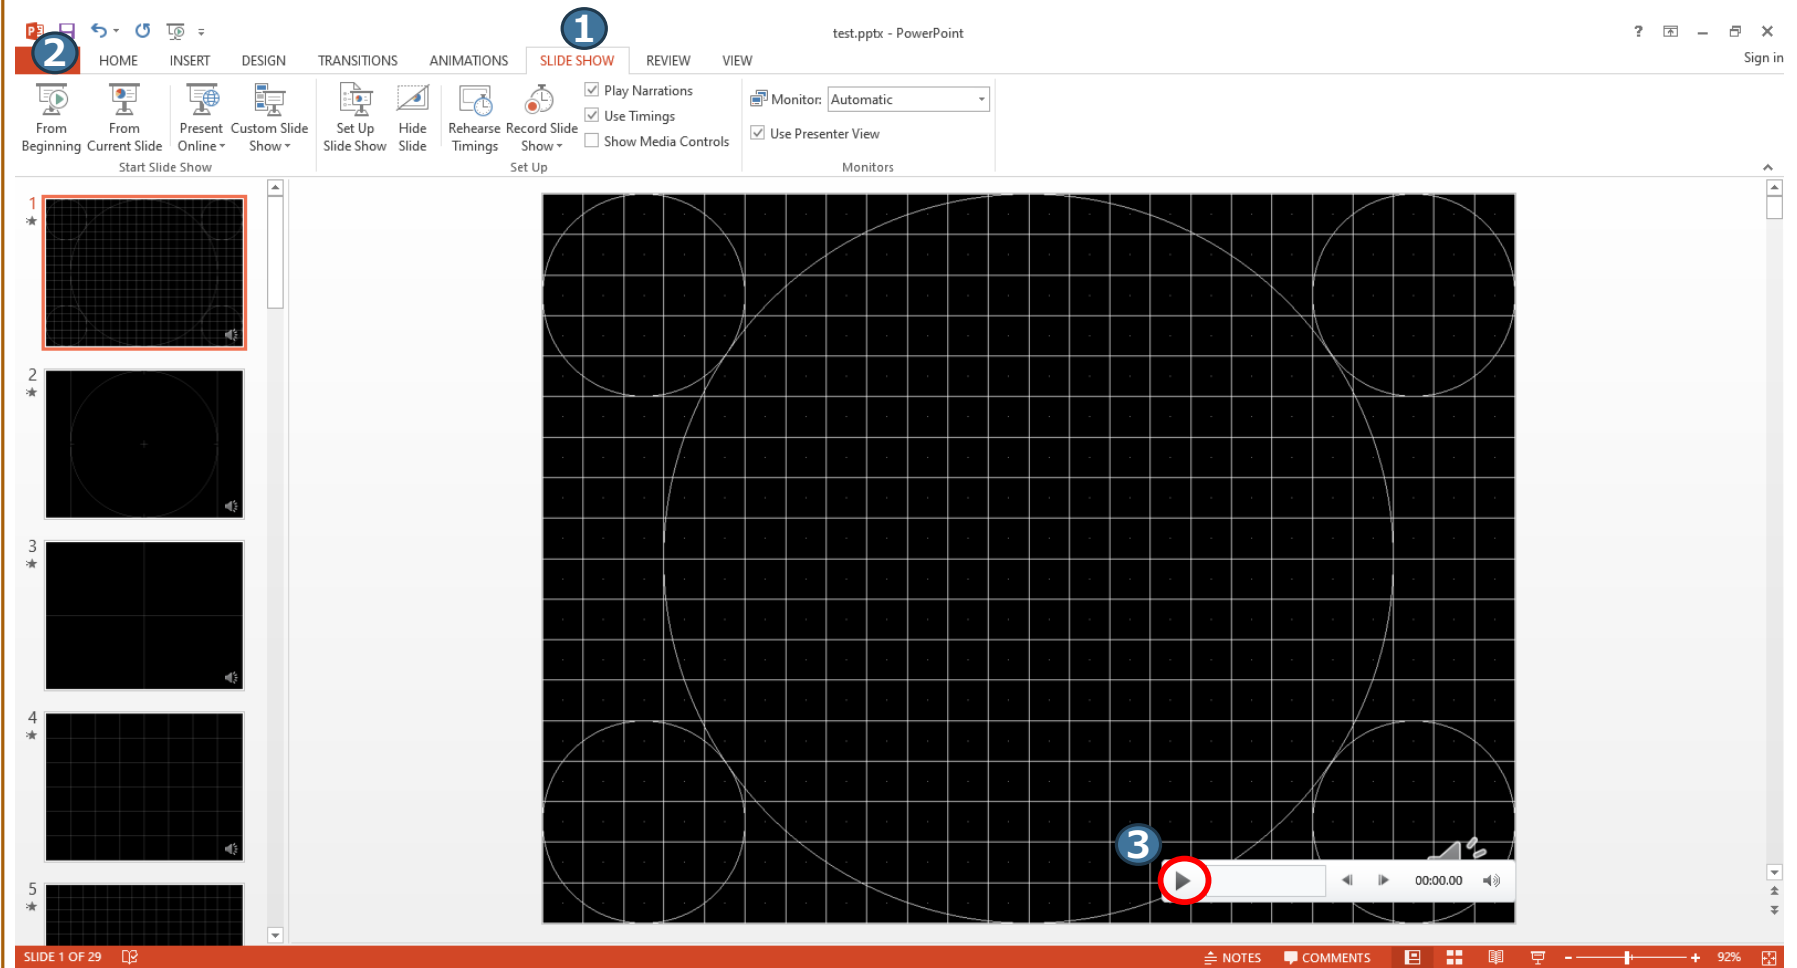 1
test.pptx - PowerPoint
?
Sign in
2
HOME INSERT DESIGN TRANSITIONS ANIMATIONS SLIDE SHOW REVIEW VIEW
From Beginning
From Current Slide
Present Online
Custom Slide Show
Start Slide Show
Set Up Slide Show
Hide Slide
Rehearse Timings
Record Slide Show
Play Narrations
Use Timings
Show Media Controls
Set Up
Monitor: Automatic
Use Presenter View
Monitors
1
2
3
4
5
3
00:00.00
SLIDE 1 OF 29
NOTES COMMENTS 92%